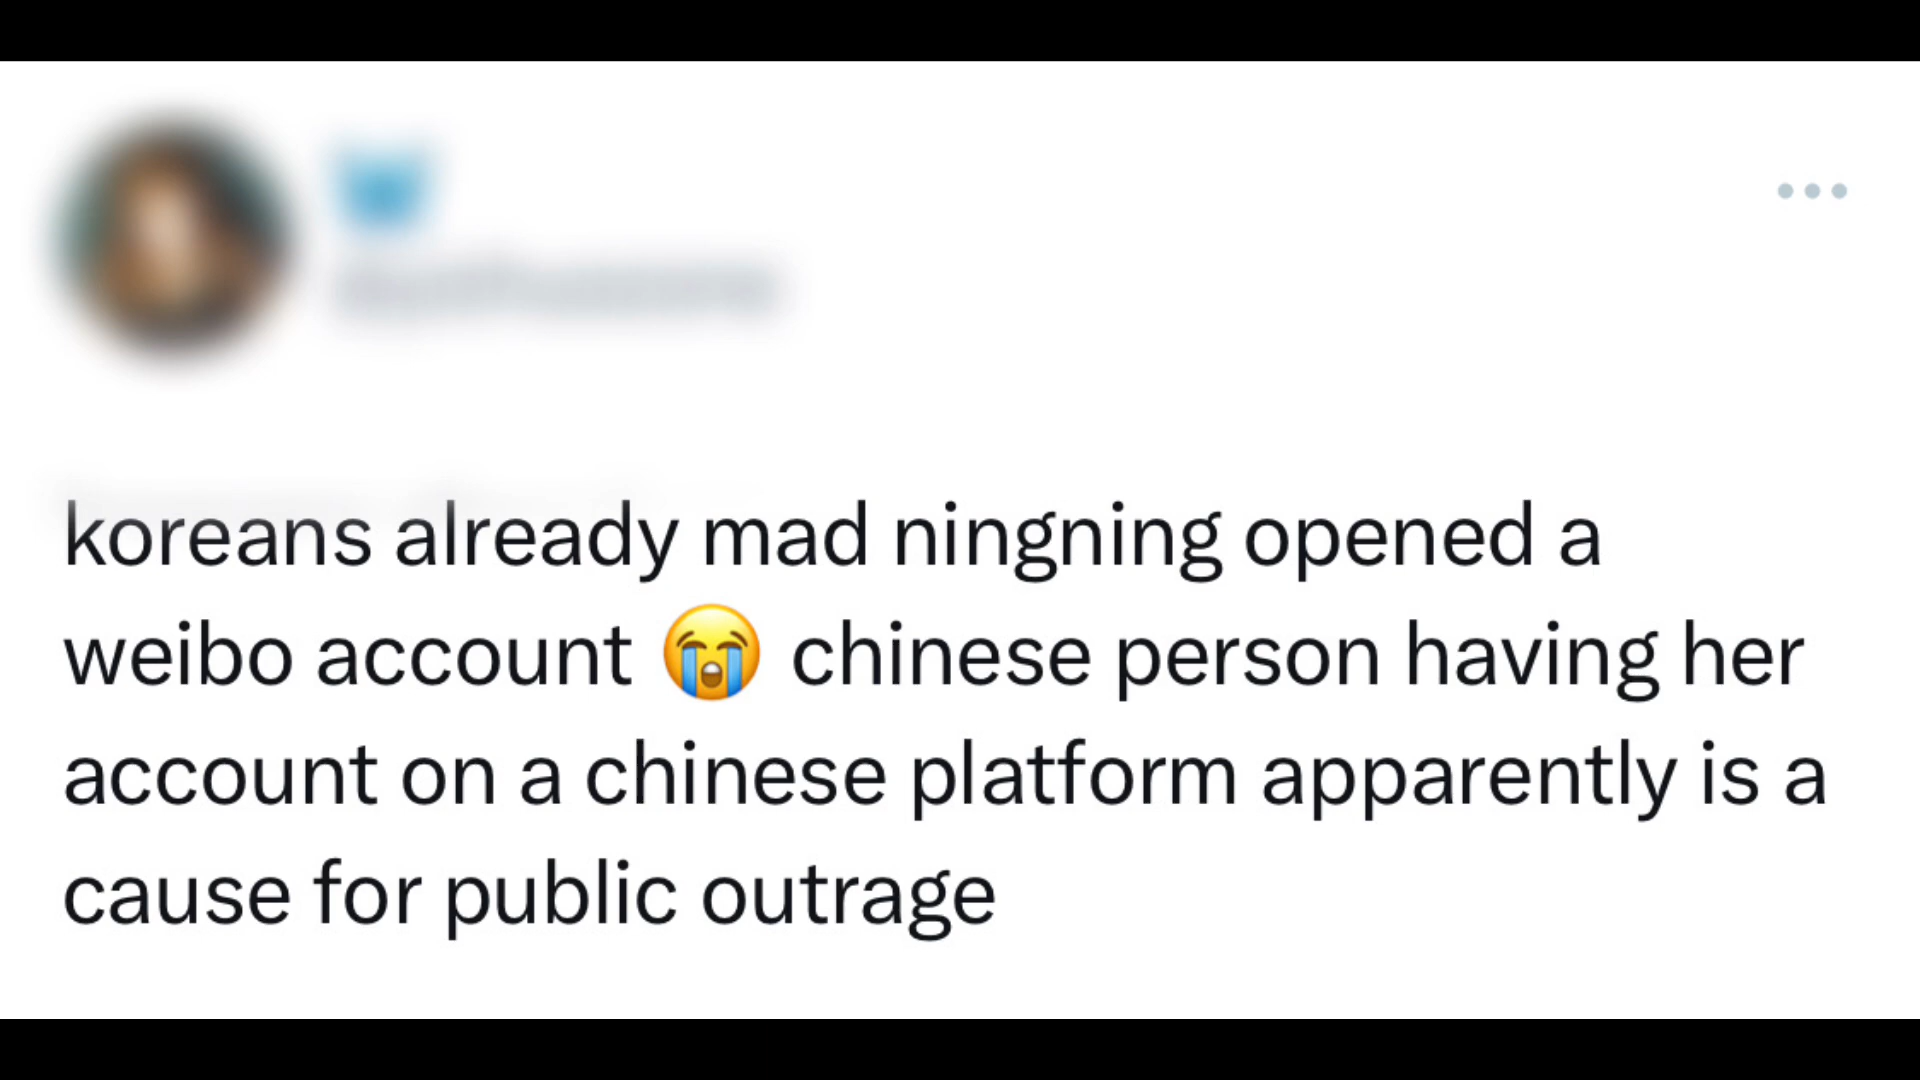 koreans already mad ningning opened a
weibo account 😭 chinese person having her
account on a chinese platform apparently is a
cause for public outrage